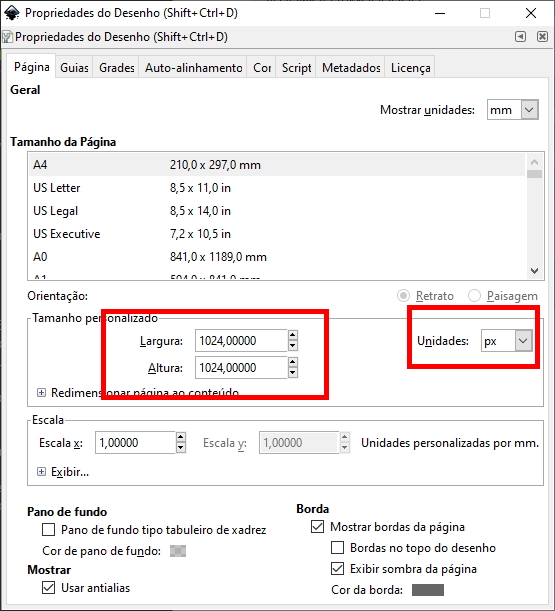 Propriedades do Desenho (Shift+Ctrl+D)
Propriedades do Desenho (Shift+Ctrl+D)
Página Guias Grades Auto-alinhamento Cor Script Metadados Licença
Geral
Mostrar unidades: mm
Tamanho da Página
A4 210,0 x 297,0 mm
US Letter 8,5 x 11,0 in
US Legal 8,5 x 14,0 in
US Executive 7,2 x 10,5 in
A0 841,0 x 1189,0 mm
A1 594,0 x 841,0 mm
Orientação: Retrato Paisagem
Tamanho personalizado
Largura: 1024,00000 Unidades: px
Altura: 1024,00000
Redimensionar página ao conteúdo...
Escala
Escala x: 1,00000 Escala y: 1,00000 Unidades personalizadas por mm.
Exibir...
Pano de fundo
Pano de fundo tipo tabuleiro de xadrez
Cor de pano de fundo:
Mostrar
Usar antialias
Borda
Mostrar bordas da página
Bordas no topo do desenho
Exibir sombra da página
Cor da borda: